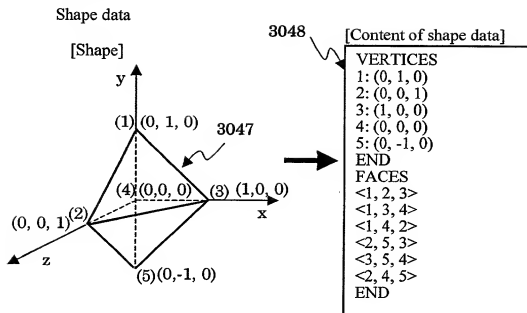 Shape data
[Shape]
y
(1) (0, 1, 0)
3047
(4) (0,0, 0)
(3) (1,0, 0)
x
(0, 0, 1) (2)
z
(5) (0,-1, 0)
3048
[Content of shape data]
VERTICES
1: (0, 1, 0)
2: (0, 0, 1)
3: (1, 0, 0)
4: (0, 0, 0)
5: (0, -1, 0)
END
FACES
<1, 2, 3>
<1, 3, 4>
<1, 4, 2>
<2, 5, 3>
<3, 5, 4>
<2, 4, 5>
END